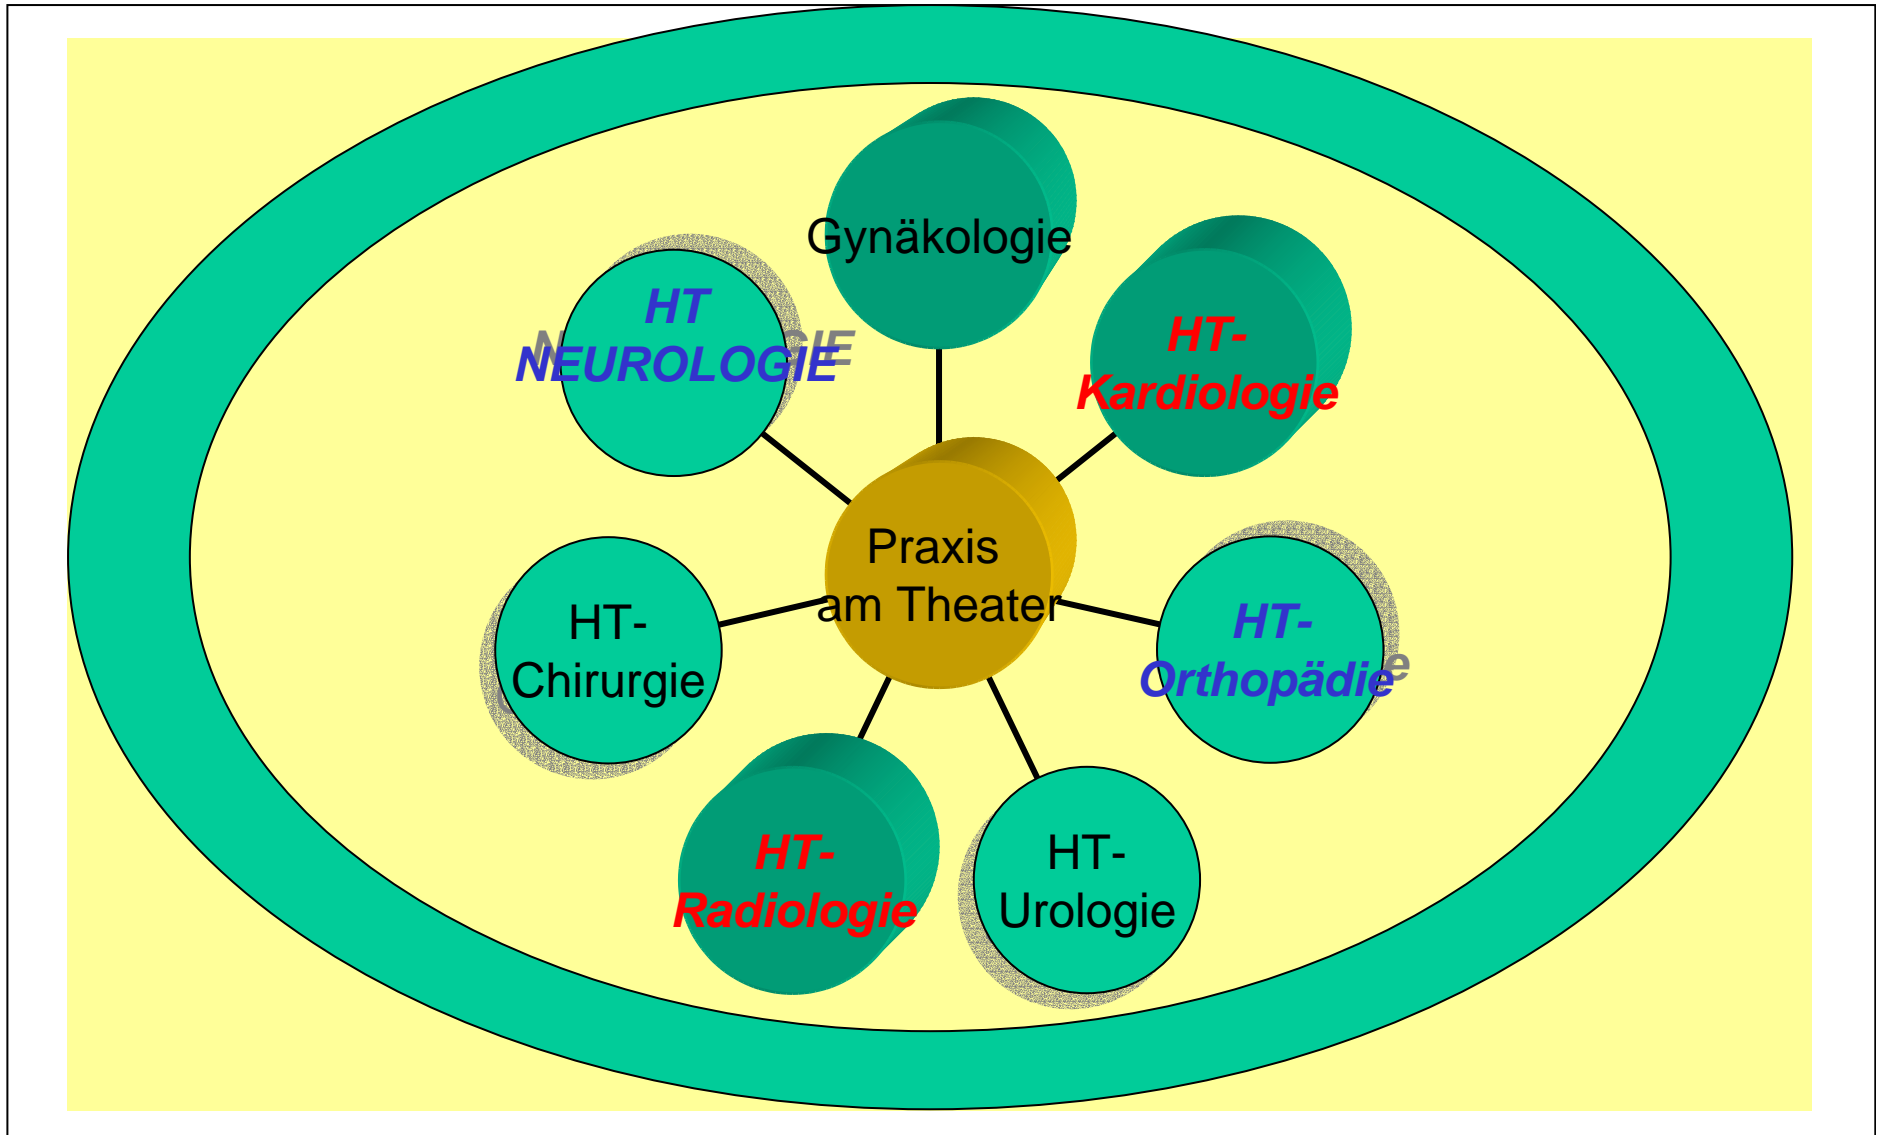 Gynäkologie
HT
NEUROLOGIE
HT-
Kardiologie
Praxis
am Theater
HT-
Chirurgie
HT-
Orthopädie
HT-
Radiologie
HT-
Urologie